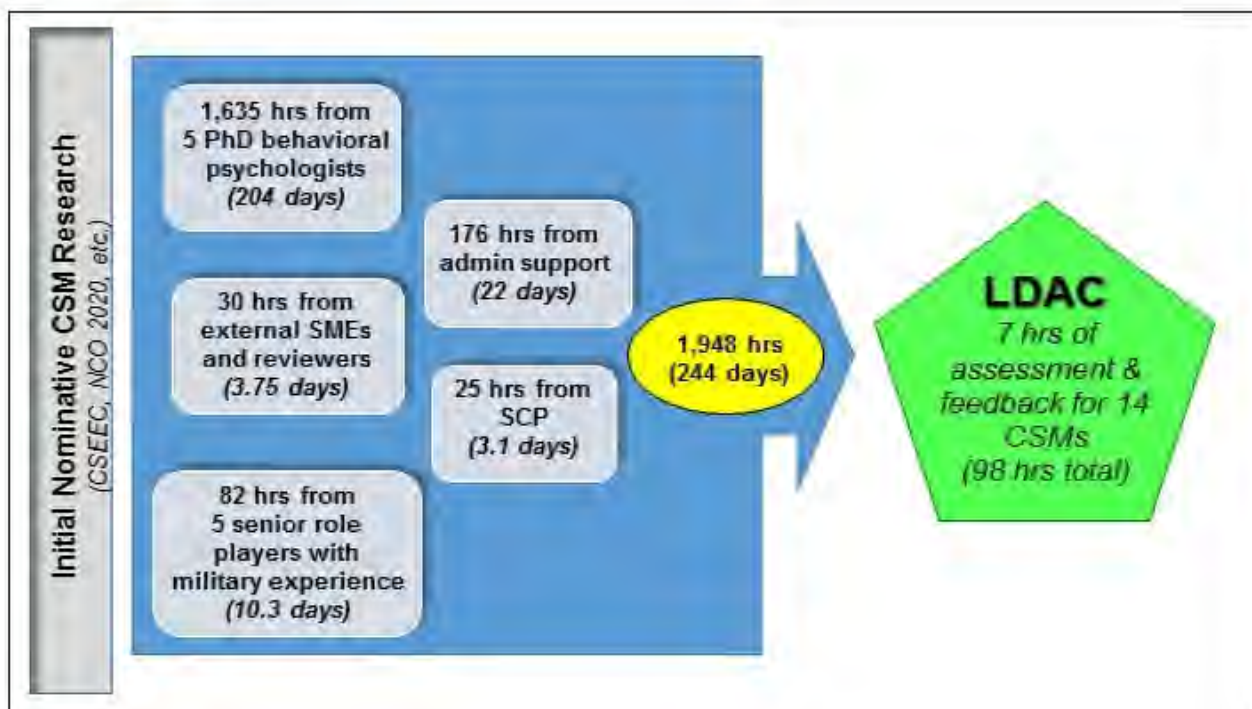 Initial Nominative CSM Research
(CSEEC, NCO 2020, etc.)
1,635 hrs from
5 PhD behavioral
psychologists
(204 days)
30 hrs from
external SMEs
and reviewers
(3.75 days)
82 hrs from
5 senior role
players with
military experience
(10.3 days)
176 hrs from
admin support
(22 days)
25 hrs from
SCP
(3.1 days)
1,948 hrs
(244 days)
LDAC
7 hrs of
assessment &
feedback for 14
CSMs
(98 hrs total)